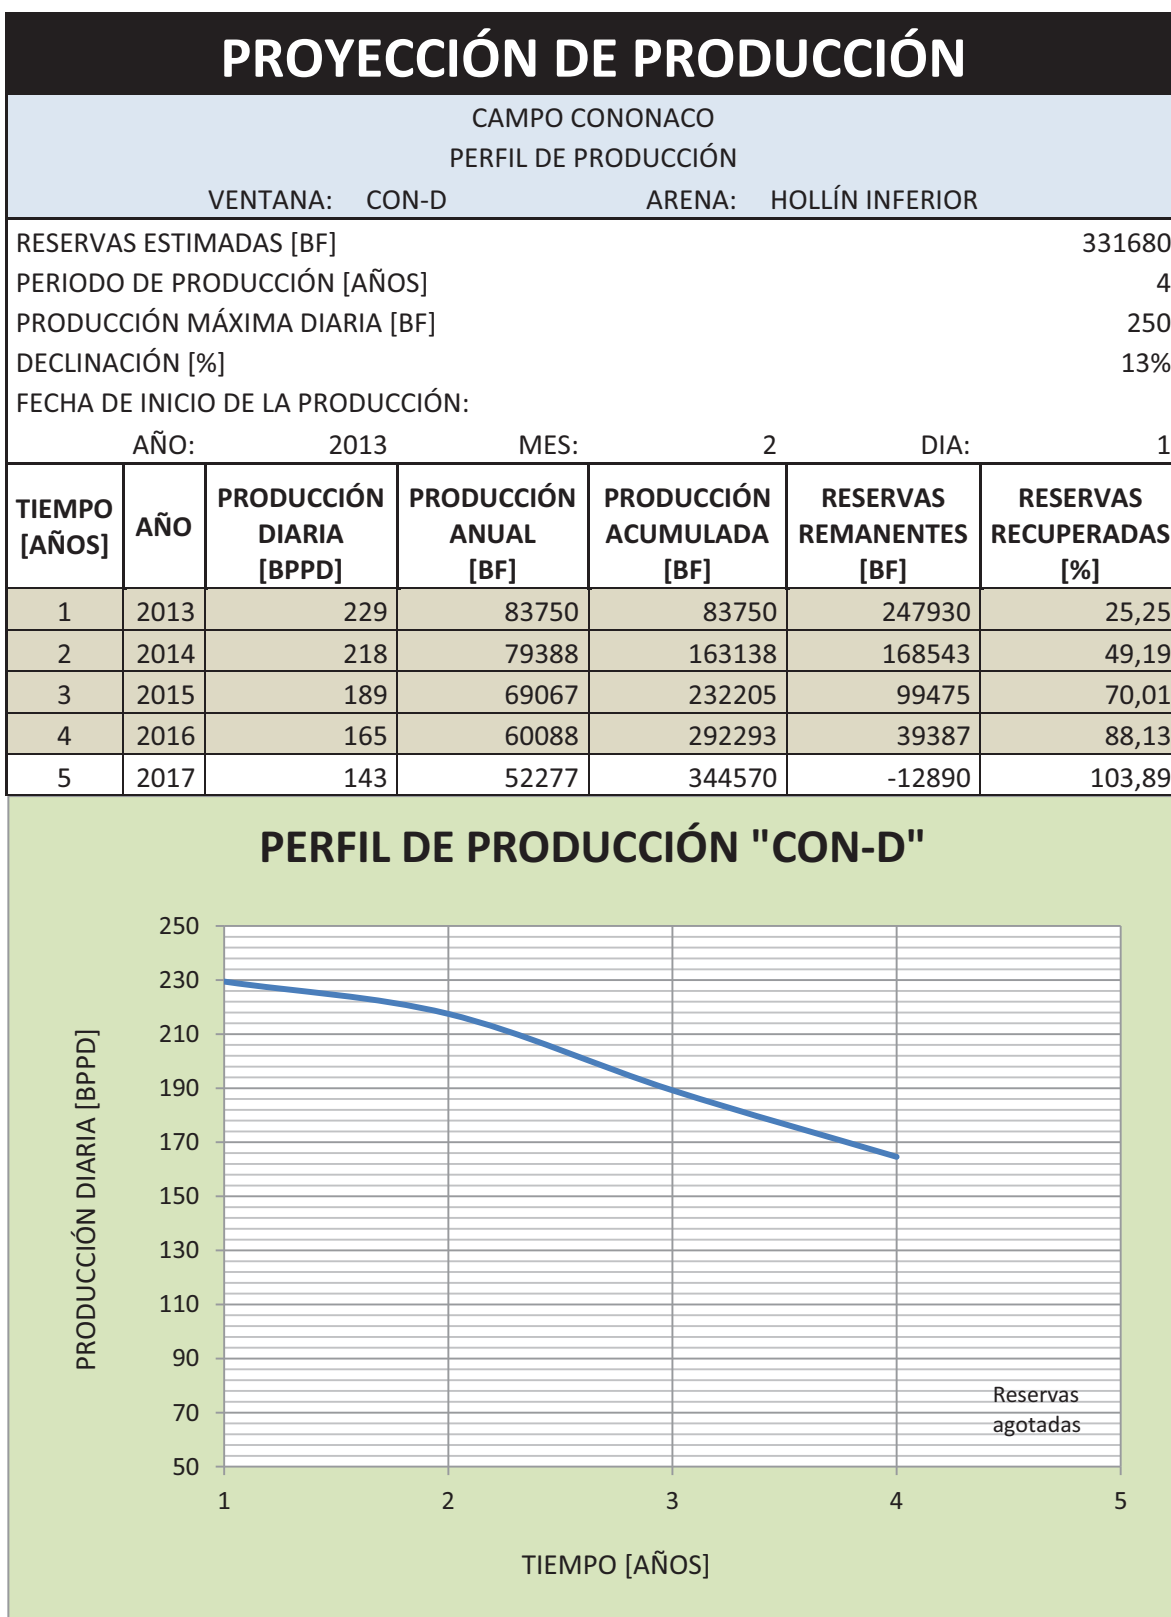 PROYECCIÓN DE PRODUCCIÓN
CAMPO CONONACO
PERFIL DE PRODUCCIÓN
VENTANA: CON-D ARENA: HOLLÍN INFERIOR
RESERVAS ESTIMADAS [BF] 331680
PERIODO DE PRODUCCIÓN [AÑOS] 4
PRODUCCIÓN MÁXIMA DIARIA [BF] 250
DECLINACIÓN [%] 13%
FECHA DE INICIO DE LA PRODUCCIÓN:
AÑO: 2013 MES: 2 DIA: 1
TIEMPO [AÑOS] AÑO PRODUCCIÓN DIARIA [BPPD] PRODUCCIÓN ANUAL [BF] PRODUCCIÓN ACUMULADA [BF] RESERVAS REMANENTES [BF] RESERVAS RECUPERADAS [%]
1 2013 229 83750 83750 247930 25,25
2 2014 218 79388 163138 168543 49,19
3 2015 189 69067 232205 99475 70,01
4 2016 165 60088 292293 39387 88,13
5 2017 143 52277 344570 -12890 103,89
PERFIL DE PRODUCCIÓN "CON-D"
PRODUCCIÓN DIARIA [BPPD]
250
230
210
190
170
150
130
110
90
70
50
Reservas
agotadas
1 2 3 4 5
TIEMPO [AÑOS]